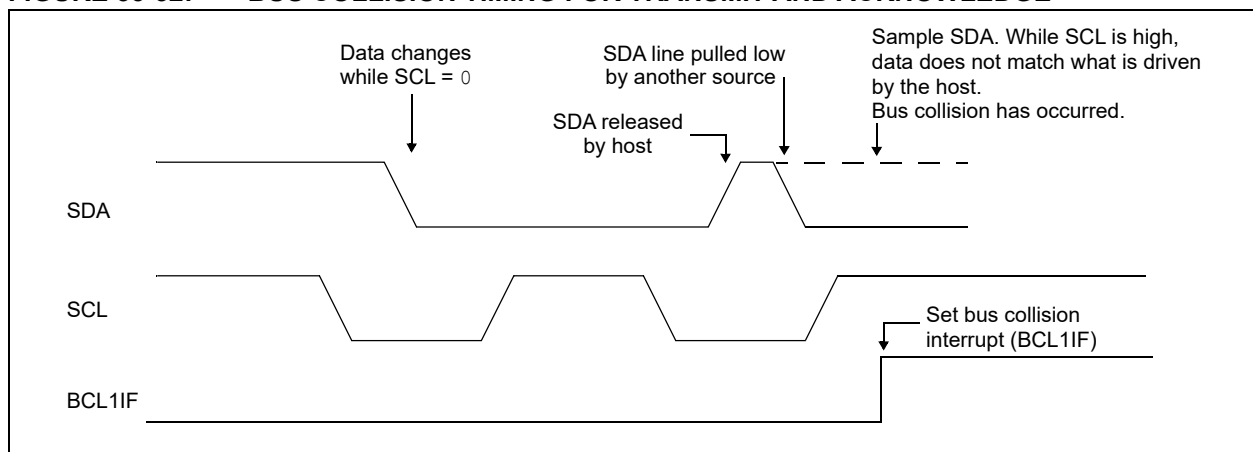 Data changes
while SCL = 0
SDA line pulled low
by another source
Sample SDA. While SCL is high,
data does not match what is driven
by the host.
Bus collision has occurred.
SDA released
by host
SDA
SCL
Set bus collision
interrupt (BCL1IF)
BCL1IF